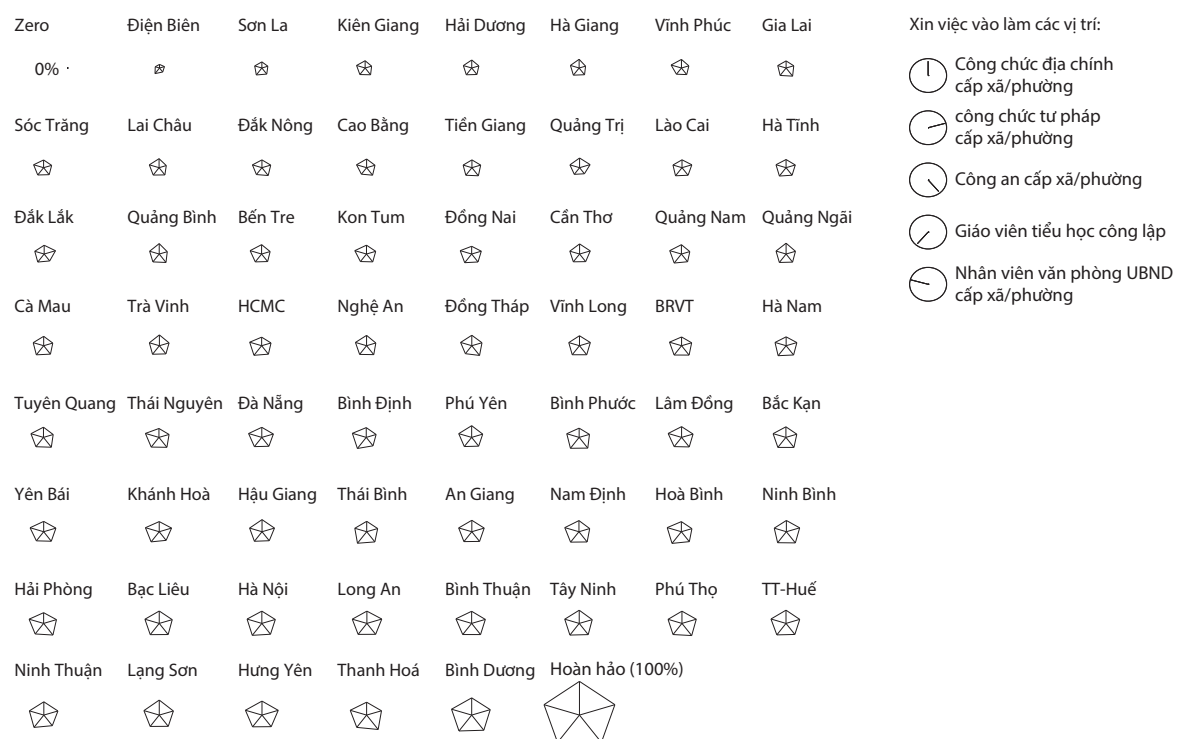 Zero Điện Biên Sơn La Kiên Giang Hải Dương Hà Giang Vĩnh Phúc Gia Lai
0%
Sóc Trăng Lai Châu Đắk Nông Cao Bằng Tiền Giang Quảng Trị Lào Cai Hà Tĩnh
Đắk Lắk Quảng Bình Bến Tre Kon Tum Đồng Nai Cần Thơ Quảng Nam Quảng Ngãi
Cà Mau Trà Vinh HCMC Nghệ An Đồng Tháp Vĩnh Long BRVT Hà Nam
Tuyên Quang Thái Nguyên Đà Nẵng Bình Định Phú Yên Bình Phước Lâm Đồng Bắc Kạn
Yên Bái Khánh Hoà Hậu Giang Thái Bình An Giang Nam Định Hoà Bình Ninh Bình
Hải Phòng Bạc Liêu Hà Nội Long An Bình Thuận Tây Ninh Phú Thọ TT-Huế
Ninh Thuận Lạng Sơn Hưng Yên Thanh Hoá Bình Dương Hoàn hảo (100%)
Xin việc vào làm các vị trí:
Công chức địa chính
cấp xã/phường
công chức tư pháp
cấp xã/phường
Công an cấp xã/phường
Giáo viên tiểu học công lập
Nhân viên văn phòng UBND
cấp xã/phường